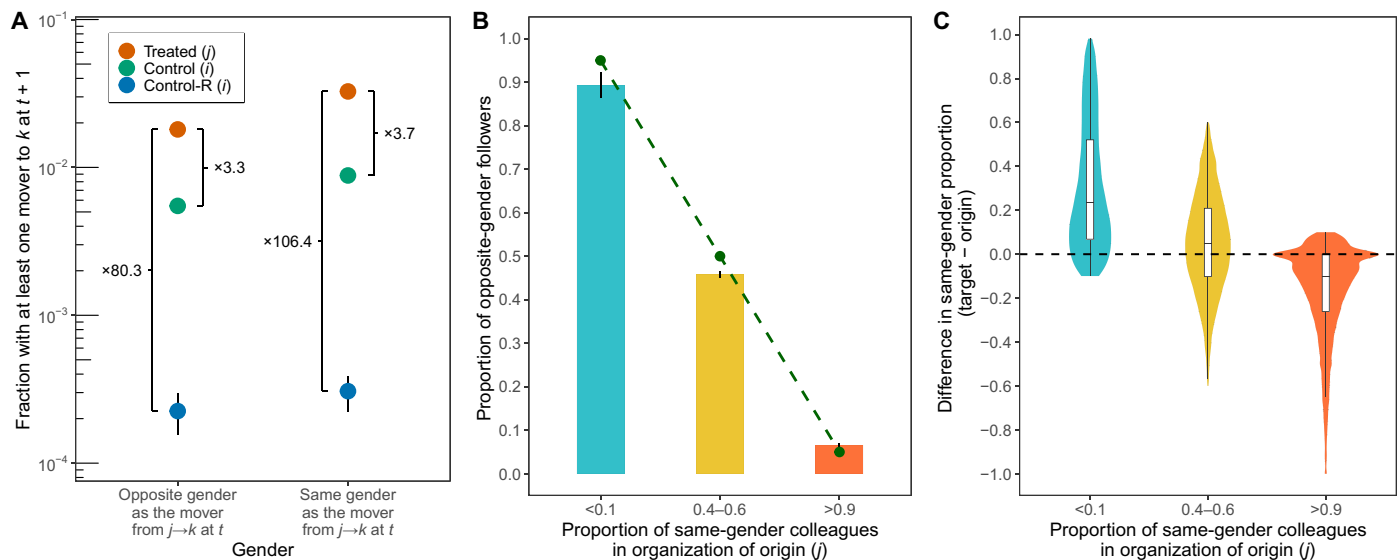 A
Fraction with at least one mover to k at t + 1
10⁻¹
10⁻²
10⁻³
10⁻⁴
Treated (j)
Control (i)
Control-R (i)
×3.3
×80.3
×3.7
×106.4
Opposite gender
as the mover
from j→k at t
Same gender
as the mover
from j→k at t
Gender
B
Proportion of opposite-gender followers
1.0
0.9
0.8
0.7
0.6
0.5
0.4
0.3
0.2
0.1
0.0
<0.1
0.4–0.6
>0.9
Proportion of same-gender colleagues
in organization of origin (j)
C
Difference in same-gender proportion
(target − origin)
1.0
0.8
0.6
0.4
0.2
0.0
−0.2
−0.4
−0.6
−0.8
−1.0
<0.1
0.4–0.6
>0.9
Proportion of same-gender colleagues
in organization of origin (j)